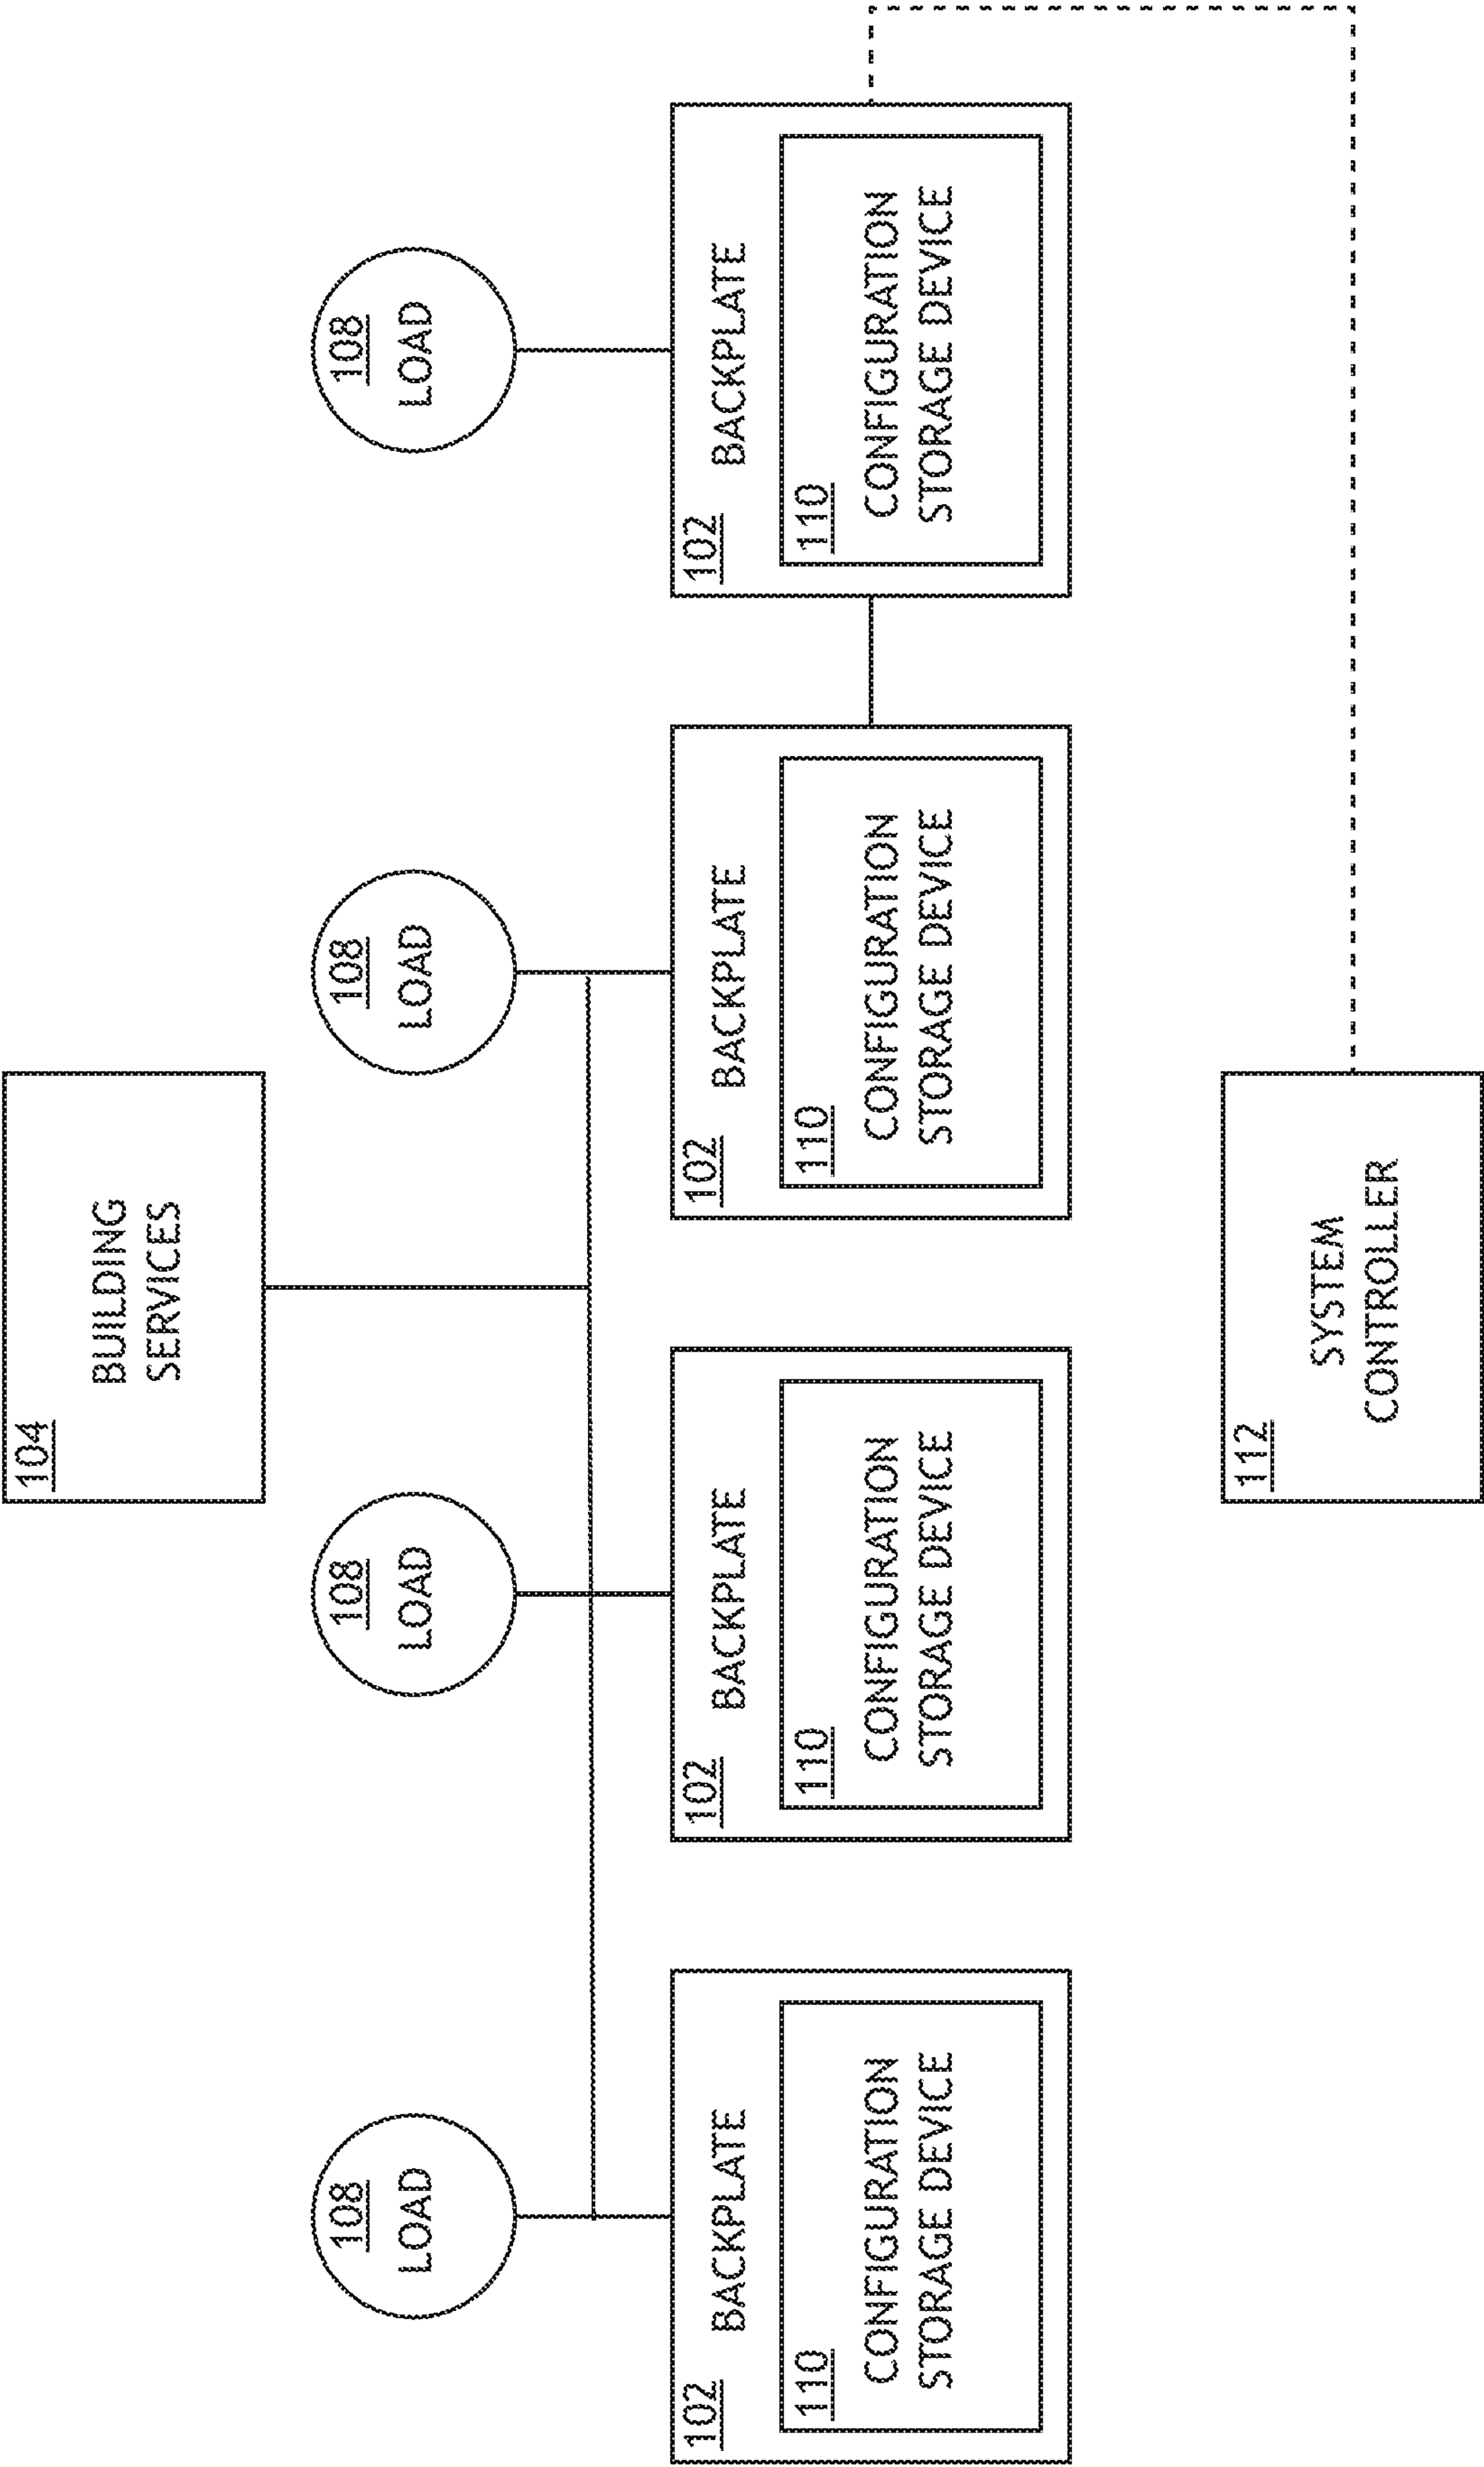 104
BUILDING
SERVICES
108
LOAD
108
LOAD
108
LOAD
108
LOAD
102
BACKPLATE
110
CONFIGURATION
STORAGE DEVICE
102
BACKPLATE
110
CONFIGURATION
STORAGE DEVICE
102
BACKPLATE
110
CONFIGURATION
STORAGE DEVICE
102
BACKPLATE
110
CONFIGURATION
STORAGE DEVICE
112
SYSTEM
CONTROLLER